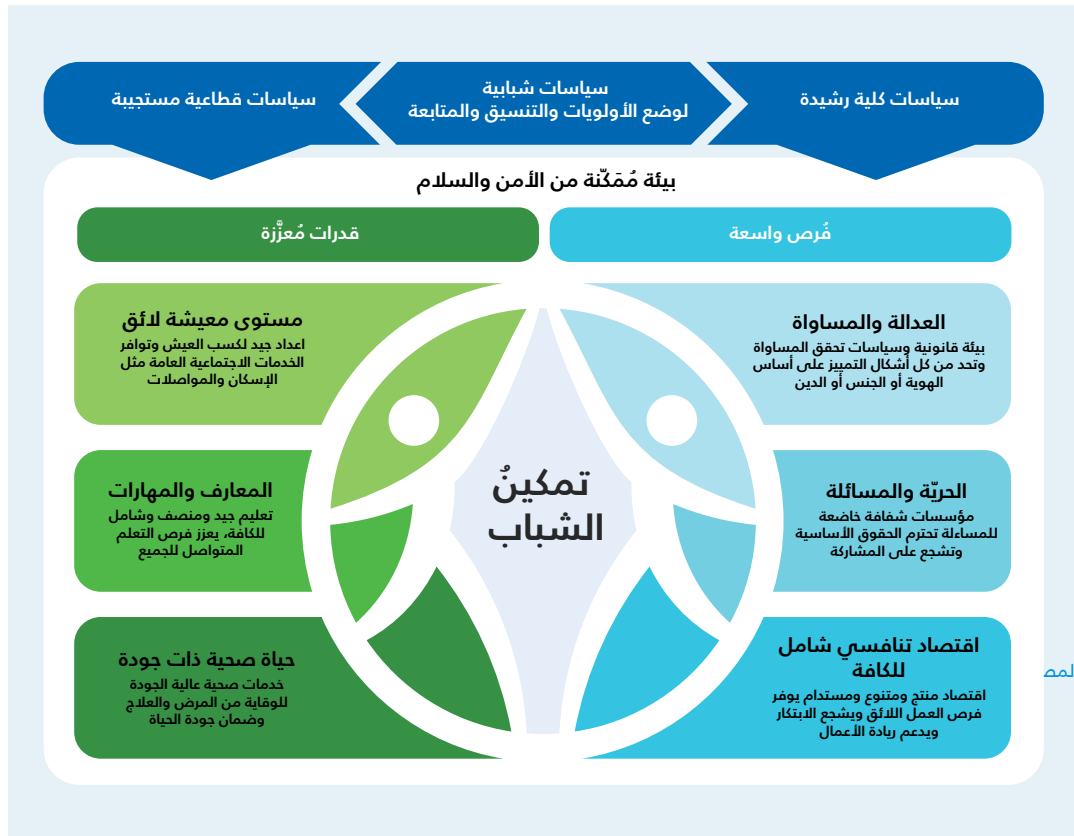 سياسات كلية رشيدة
سياسات شبابية
لوضع الأولويات والتنسيق والمتابعة
سياسات قطاعية مستجيبة
بيئة مُمَكّنة من الأمن والسلام
فُرص واسعة
قدرات مُعزَّزة
العدالة والمساواة
بيئة قانونية وسياسات تحقق المساواة
وتحد من كل أشكال التمييز على أساس
الهوية أو الجنس أو الدين
الحريّة والمسائلة
مؤسسات شفافة خاضعة
للمساءلة تحترم الحقوق الأساسية
وتشجع على المشاركة
اقتصاد تنافسي شامل
للكافة
اقتصاد منتج ومتنوع ومستدام يوفر
فرص العمل اللائق ويشجع الابتكار
ويدعم ريادة الأعمال
تمكينُ
الشباب
مستوى معيشة لائق
اعداد جيد لكسب العيش وتوافر
الخدمات الاجتماعية العامة مثل
الإسكان والمواصلات
المعارف والمهارات
تعليم جيد ومنصف وشامل
للكافة، يعزز فرص التعلم
المتواصل للجميع
حياة صحية ذات جودة
خدمات صحية عالية الجودة
للوقاية من المرض والعلاج
وضمان جودة الحياة